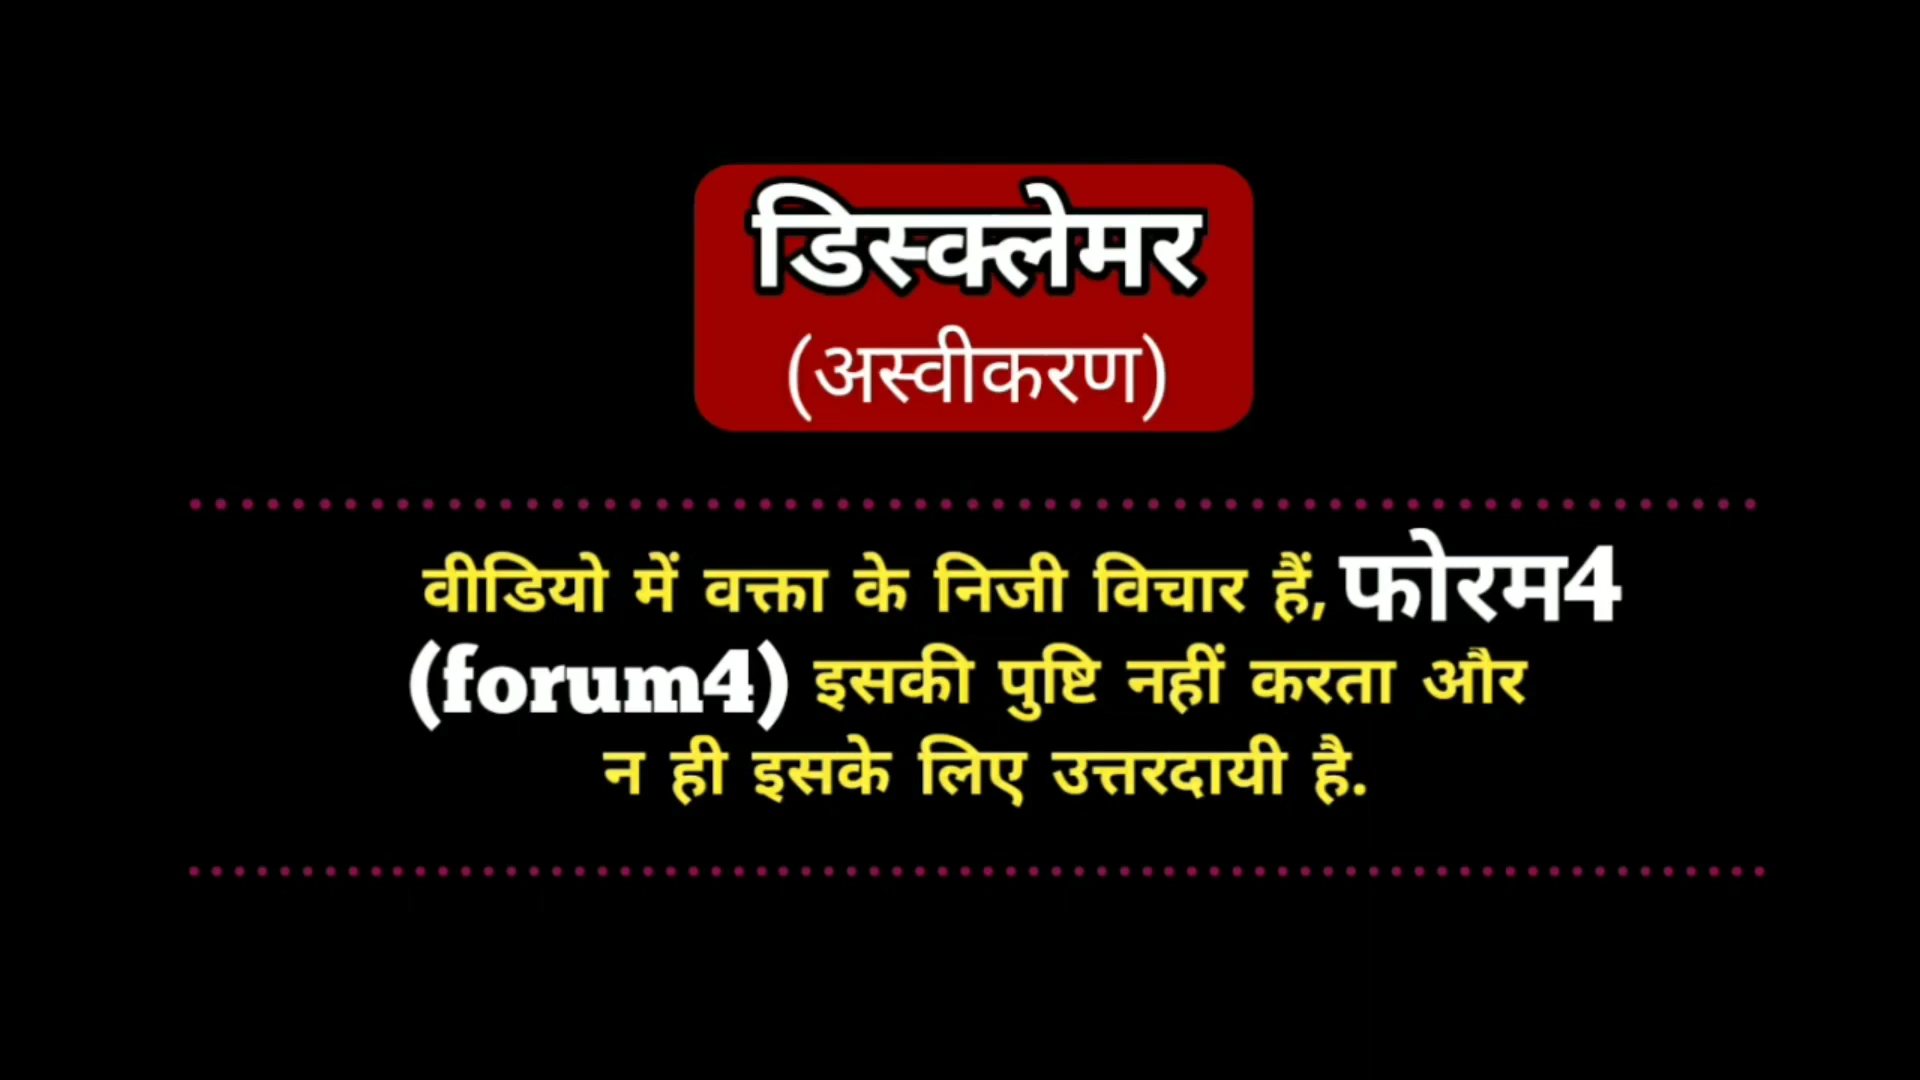 डिस्क्लेमर
(अस्वीकरण)
वीडियो में वक्ता के निजी विचार हैं, फोरम4
(forum4) इसकी पुष्टि नहीं करता और
न ही इसके लिए उत्तरदायी है.